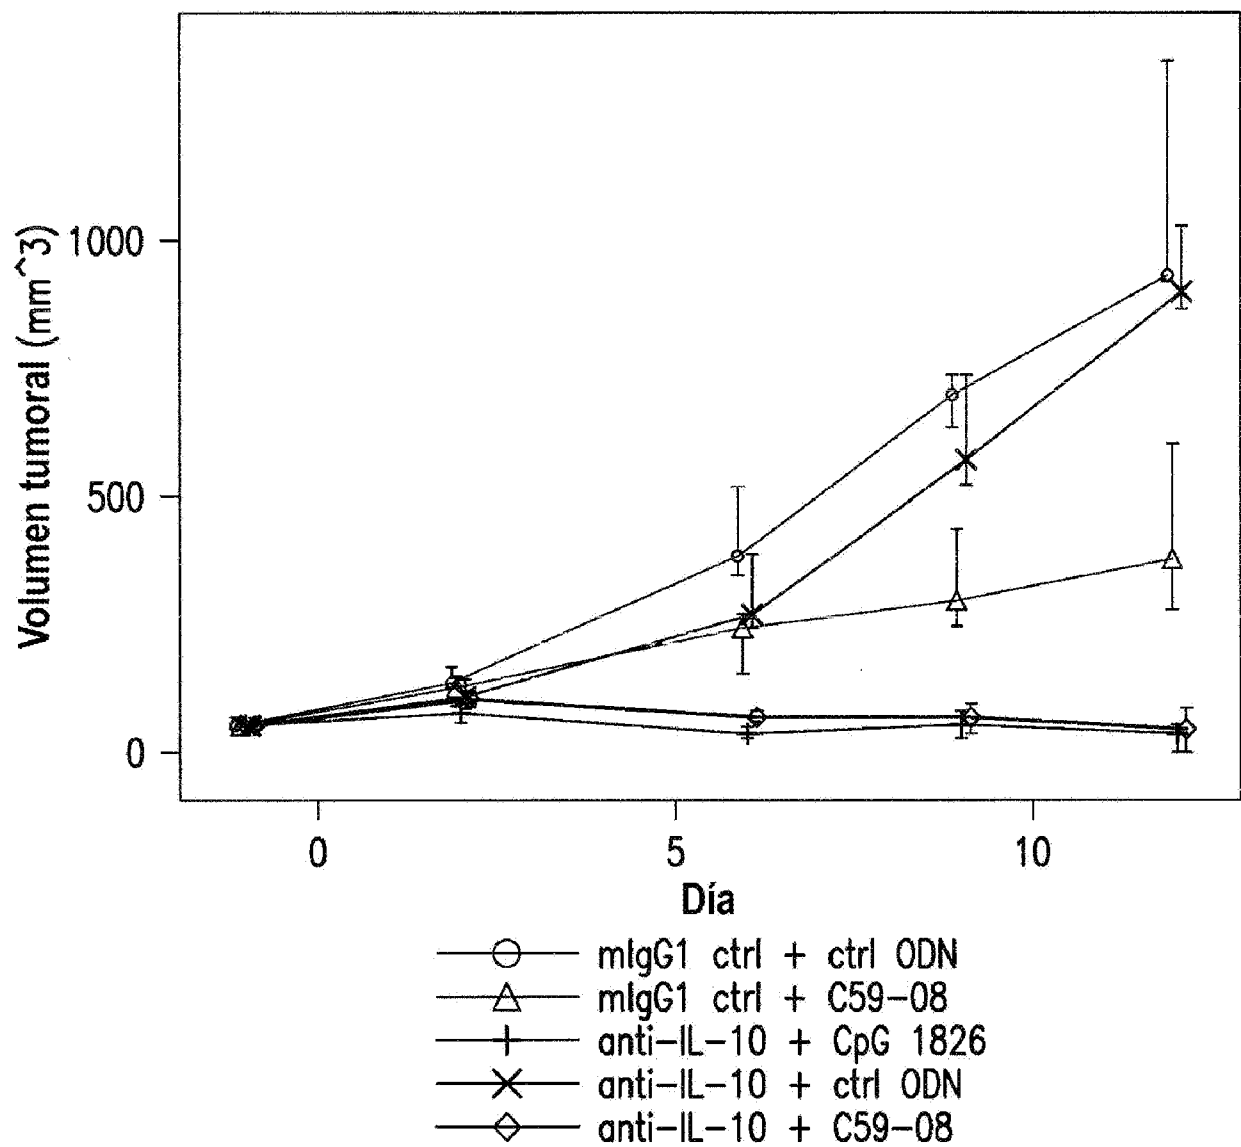 Volumen tumoral (mm^3)
1000
500
0
0 5 10
Día
mIgG1 ctrl + ctrl ODN
mIgG1 ctrl + C59-08
anti-IL-10 + CpG 1826
anti-IL-10 + ctrl ODN
anti-IL-10 + C59-08